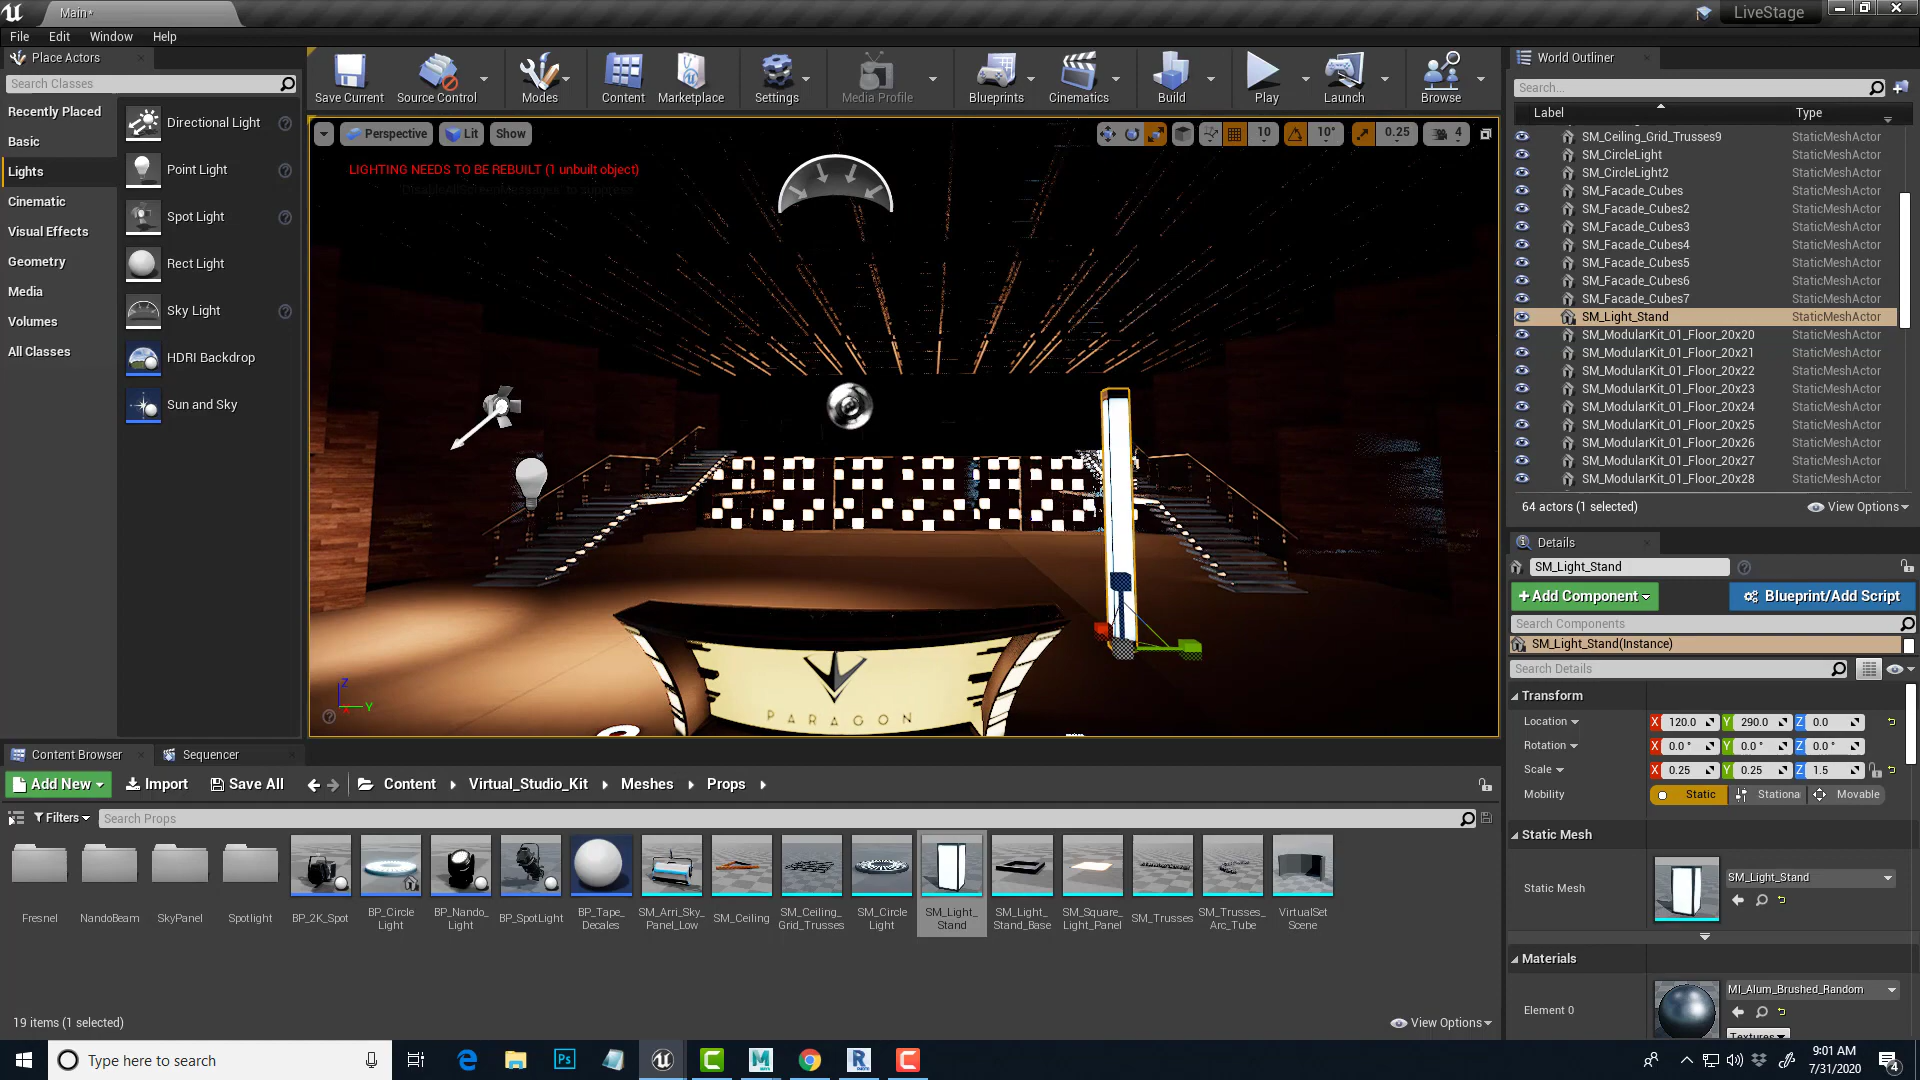 Main*
LiveStage
File Edit Window Help
Place Actors
Search Classes
Recently Placed
Basic
Lights
Cinematic
Visual Effects
Geometry
Media
Volumes
All Classes
Directional Light
Point Light
Spot Light
Rect Light
Sky Light
HDRI Backdrop
Sun and Sky
Save Current
Source Control
Modes
Content
Marketplace
Settings
Media Profile
Blueprints
Cinematics
Build
Play
Launch
Browse
Perspective
Lit
Show
10
10°
0.25
4
LIGHTING NEEDS TO BE REBUILT (1 unbuilt object)
'DisableAllScreenMessages' to suppress
PARAGON
Z
Y
World Outliner
Search...
Label Type
SM_Ceiling_Grid_Trusses9 StaticMeshActor
SM_CircleLight StaticMeshActor
SM_CircleLight2 StaticMeshActor
SM_Facade_Cubes StaticMeshActor
SM_Facade_Cubes2 StaticMeshActor
SM_Facade_Cubes3 StaticMeshActor
SM_Facade_Cubes4 StaticMeshActor
SM_Facade_Cubes5 StaticMeshActor
SM_Facade_Cubes6 StaticMeshActor
SM_Facade_Cubes7 StaticMeshActor
SM_Light_Stand StaticMeshActor
SM_ModularKit_01_Floor_20x20 StaticMeshActor
SM_ModularKit_01_Floor_20x21 StaticMeshActor
SM_ModularKit_01_Floor_20x22 StaticMeshActor
SM_ModularKit_01_Floor_20x23 StaticMeshActor
SM_ModularKit_01_Floor_20x24 StaticMeshActor
SM_ModularKit_01_Floor_20x25 StaticMeshActor
SM_ModularKit_01_Floor_20x26 StaticMeshActor
SM_ModularKit_01_Floor_20x27 StaticMeshActor
SM_ModularKit_01_Floor_20x28 StaticMeshActor
64 actors (1 selected)
View Options
Details
SM_Light_Stand
+Add Component
Blueprint/Add Script
Search Components
SM_Light_Stand(Instance)
Search Details
Transform
Location X 120.0 Y 290.0 Z 0.0
Rotation X 0.0 ° Y 0.0 ° Z 0.0 °
Scale X 0.25 Y 0.25 Z 1.5
Mobility Static Stationa Movable
Static Mesh
Static Mesh
SM_Light_Stand
Materials
Element 0
MI_Alum_Brushed_Random
Textures
Content Browser
Sequencer
Add New
Import
Save All
Content
Virtual_Studio_Kit
Meshes
Props
Filters
Search Props
Fresnel
NandoBeam
SkyPanel
Spotlight
BP_2K_Spot
BP_Circle
Light
BP_Nando_
Light
BP_SpotLight
BP_Tape_
Decales
SM_Arri_Sky_
Panel_Low
SM_Ceiling
SM_Ceiling_
Grid_Trusses
SM_Circle
Light
SM_Light_
Stand
SM_Light_
Stand_Base
SM_Square_
Light_Panel
SM_Trusses
SM_Trusses_
Arc_Tube
VirtualSet
Scene
19 items (1 selected)
View Options
Type here to search
Ps
M
R
9:01 AM
7/31/2020
4